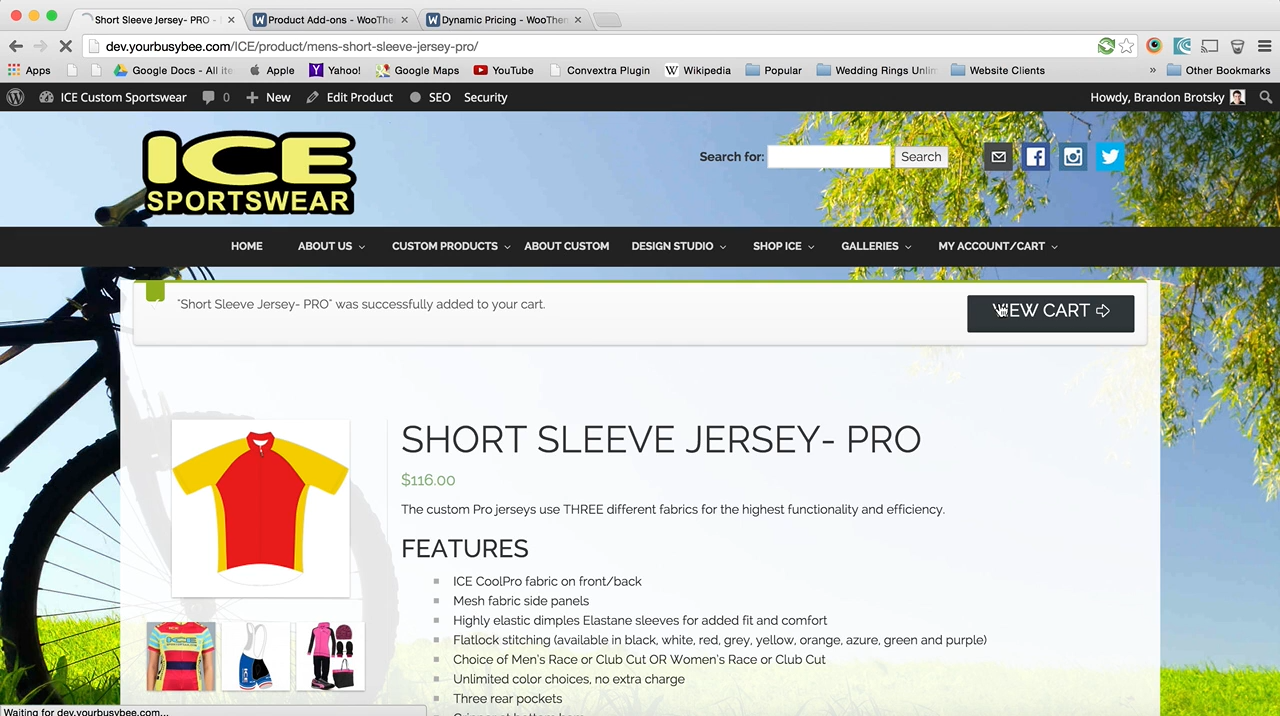 Short Sleeve Jersey- PRO -
Product Add-ons - WooThe
Dynamic Pricing - WooThe
dev.yourbusybee.com/ICE/product/mens-short-sleeve-jersey-pro/
Apps Google Docs - All ite Apple Yahoo! Google Maps YouTube Convextra Plugin Wikipedia Popular Wedding Rings Unlim Website Clients » Other Bookmarks
ICE Custom Sportswear 0 New Edit Product SEO Security Howdy, Brandon Brotsky
ICE
SPORTSWEAR
Search for: Search
HOME ABOUT US CUSTOM PRODUCTS ABOUT CUSTOM DESIGN STUDIO SHOP ICE GALLERIES MY ACCOUNT/CART
"Short Sleeve Jersey- PRO" was successfully added to your cart.
VIEW CART
SHORT SLEEVE JERSEY- PRO
$116.00
The custom Pro jerseys use THREE different fabrics for the highest functionality and efficiency.
FEATURES
ICE CoolPro fabric on front/back
Mesh fabric side panels
Highly elastic dimples Elastane sleeves for added fit and comfort
Flatlock stitching (available in black, white, red, grey, yellow, orange, azure, green and purple)
Choice of Men's Race or Club Cut OR Women's Race or Club Cut
Unlimited color choices, no extra charge
Three rear pockets
ICE
Waiting for dev.yourbusybee.com...